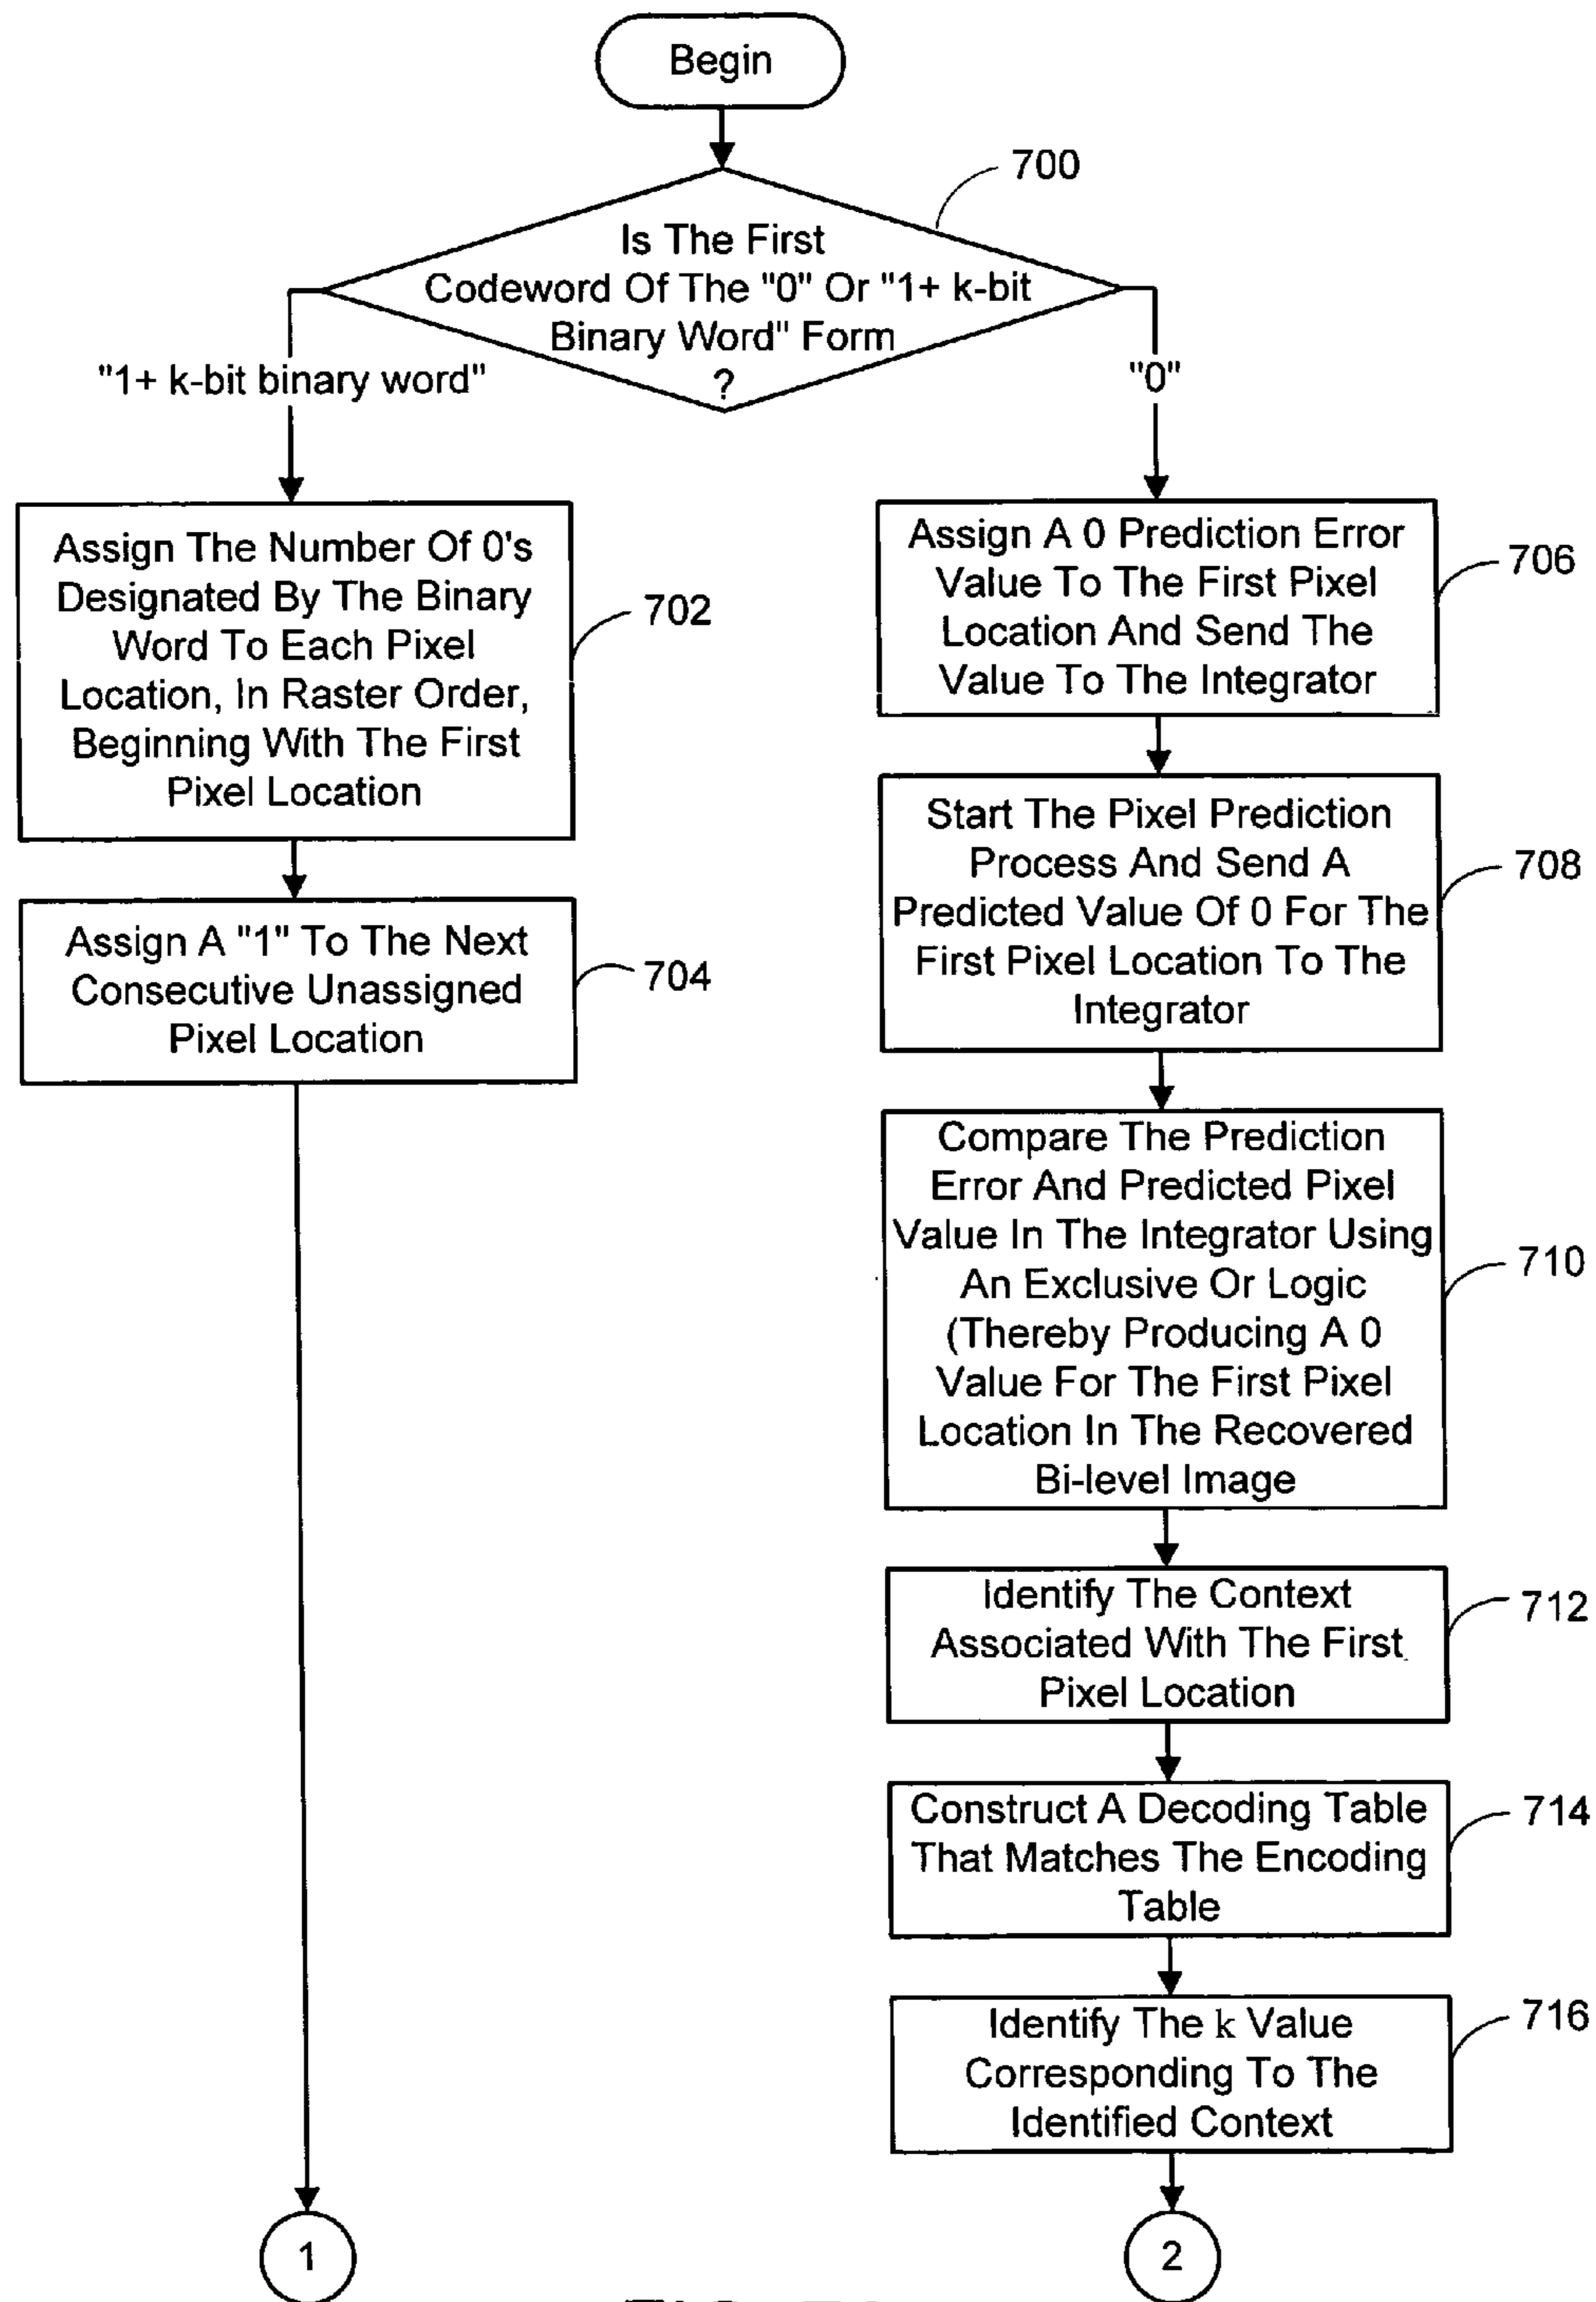 Begin
700
Is The First
Codeword Of The "0" Or "1+ k-bit
Binary Word" Form
?
"1+ k-bit binary word"
"0"
Assign The Number Of 0's
Designated By The Binary
Word To Each Pixel
Location, In Raster Order,
Beginning With The First
Pixel Location
702
Assign A "1" To The Next
Consecutive Unassigned
Pixel Location
704
Assign A 0 Prediction Error
Value To The First Pixel
Location And Send The
Value To The Integrator
706
Start The Pixel Prediction
Process And Send A
Predicted Value Of 0 For The
First Pixel Location To The
Integrator
708
Compare The Prediction
Error And Predicted Pixel
Value In The Integrator Using
An Exclusive Or Logic
(Thereby Producing A 0
Value For The First Pixel
Location In The Recovered
Bi-level Image
710
Identify The Context
Associated With The First
Pixel Location
712
Construct A Decoding Table
That Matches The Encoding
Table
714
Identify The k Value
Corresponding To The
Identified Context
716
1
2